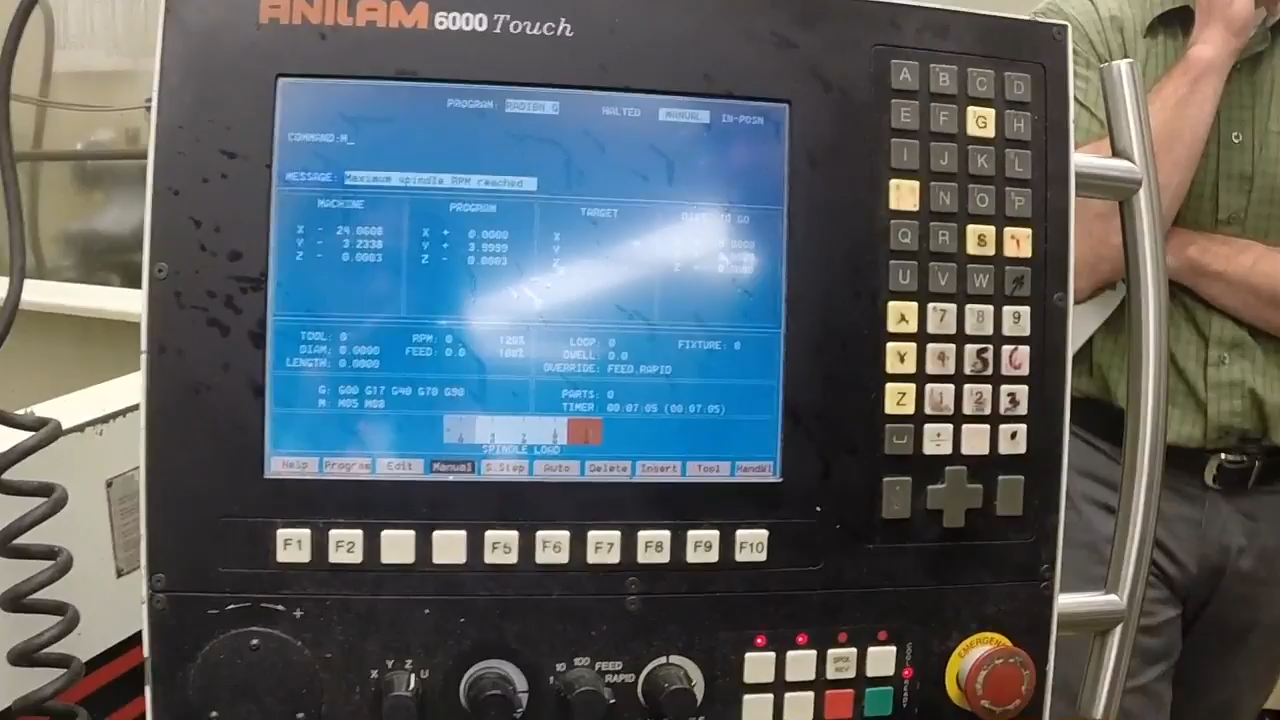 ANILAM 6000 Touch
PROGRAM: HALTED MANUAL IN-POSN
COMMAND:M_
MESSAGE: Maximum spindle RPM reached
MACHINE PROGRAM TARGET
X - 24.0608 X + 0.0000 X
Y - 3.2338 Y + 3.9999 Y
Z - 0.0003 Z - 0.0003 Z
TOOL: 0 RPM: 0 120% LOOP: 0 FIXTURE: 0
DIAM: 0.0000 FEED: 0.0 100% DWELL: 0.0
LENGTH: 0.0000 OVERRIDE: FEED,RAPID
G: G00 G17 G40 G70 G90 PARTS: 0
M: M05 TIMER: 00:07:05 (00:07:05)
SPINDLE LOAD
Help Program Edit Manual S.Step Auto Delete Insert Tool HandWl
F1 F2 F5 F6 F7 F8 F9 F10
A B C D
E F G H
I J K L
N O P
Q R S
U V W
7 8 9
Y 4 5 6
Z 1 2 3
- +
X Y Z U
10 100 FEED
RAPID
SPDL
REV
EMERGENC